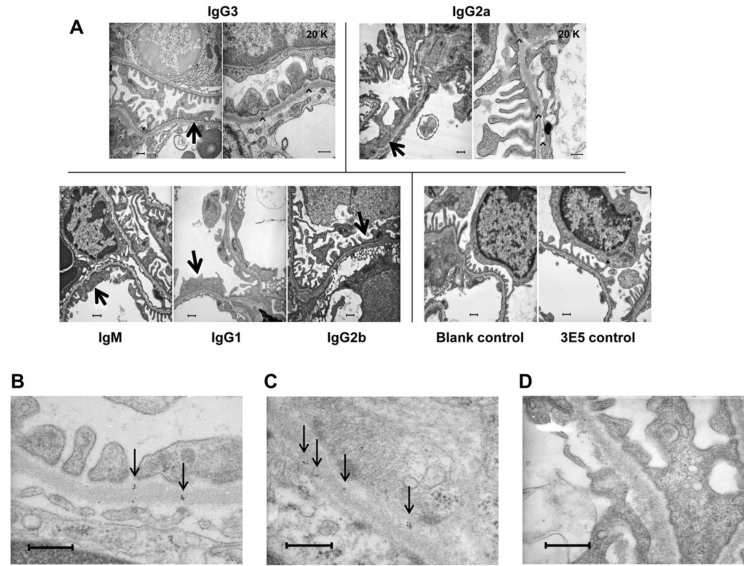 IgG3
IgG2a
A
20 K
20 K
IgM
IgG1
IgG2b
Blank control
3E5 control
B
C
D